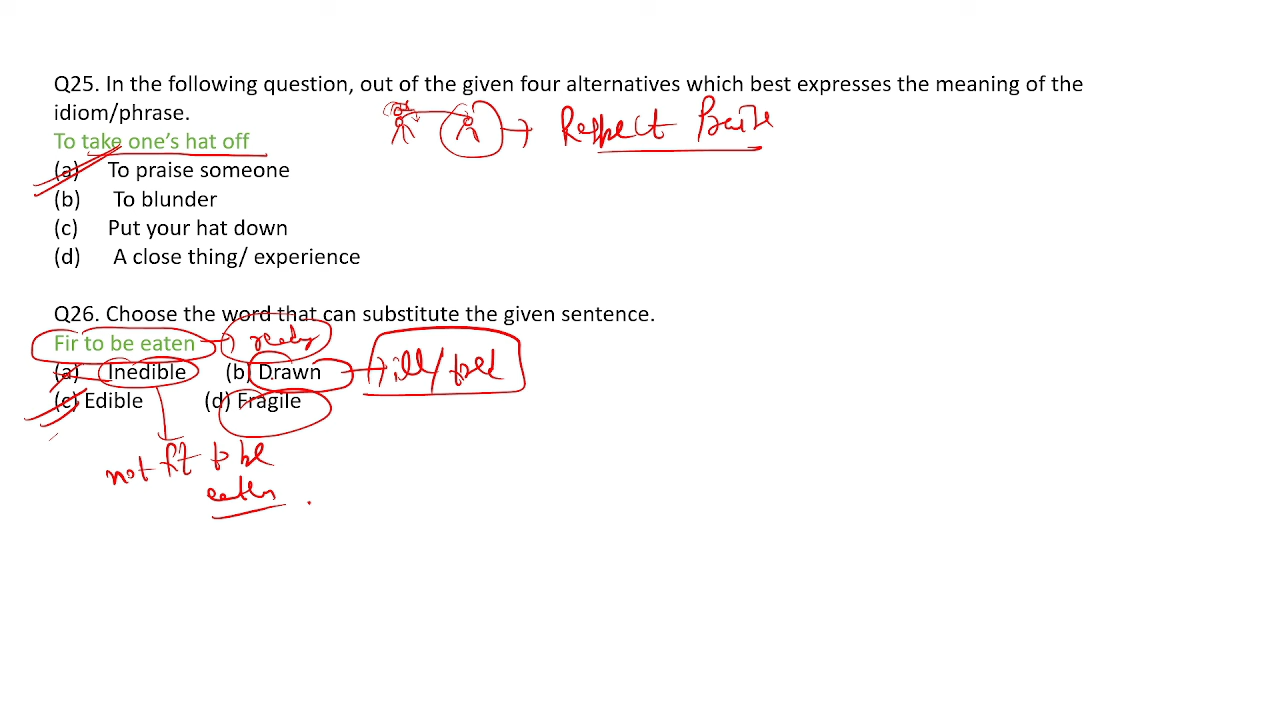 Q25. In the following question, out of the given four alternatives which best expresses the meaning of the
idiom/phrase.
Respect
To take one's hat off
(a) To praise someone
(b) To blunder
(c) Put your hat down
(d) A close thing/ experience
Q26. Choose the word that can substitute the given sentence.
Fir to be eaten ready
(a) Inedible (b) Drawn ill/
(c) Edible (d) Fragile
not fit to be
eaten